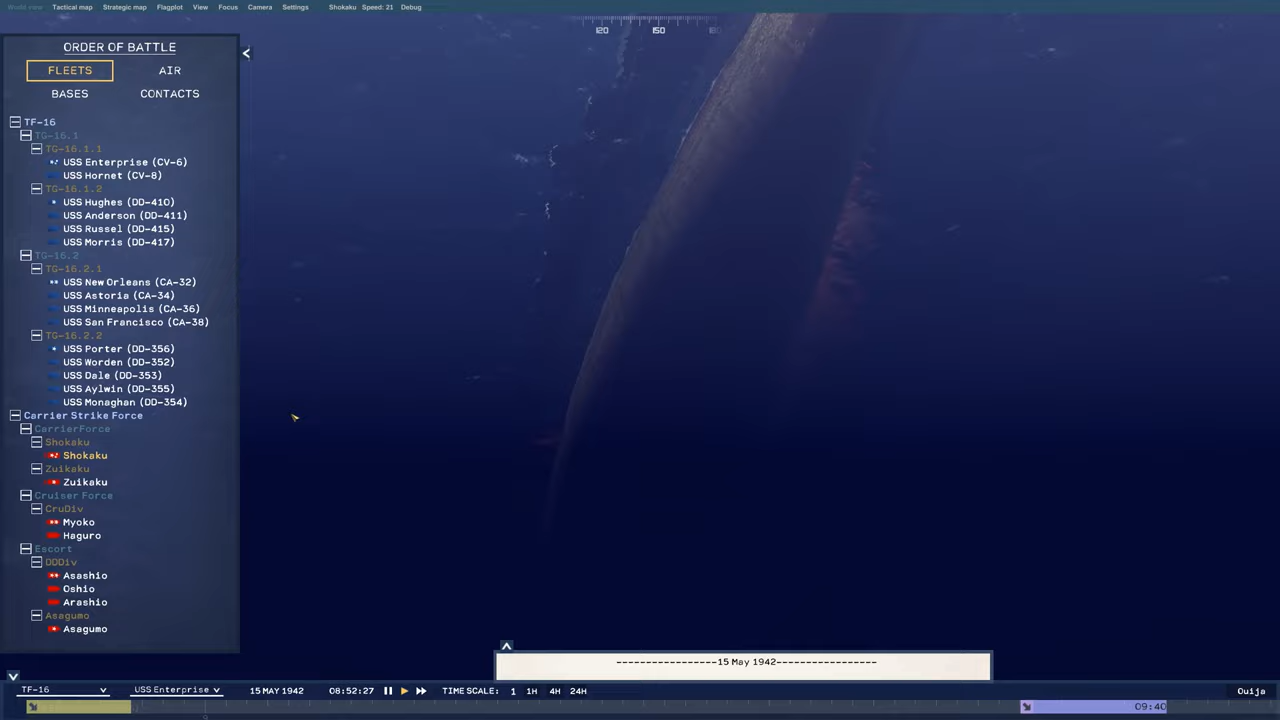 World view Tactical map Strategic map Flagplot View Focus Camera Settings Shokaku Speed: 21 Debug
120 150 180
ORDER OF BATTLE
FLEETS AIR
BASES CONTACTS
TF-16
TG-16.1
TG-16.1.1
USS Enterprise (CV-6)
USS Hornet (CV-8)
TG-16.1.2
USS Hughes (DD-410)
USS Anderson (DD-411)
USS Russel (DD-415)
USS Morris (DD-417)
TG-16.2
TG-16.2.1
USS New Orleans (CA-32)
USS Astoria (CA-34)
USS Minneapolis (CA-36)
USS San Francisco (CA-38)
TG-16.2.2
USS Porter (DD-356)
USS Worden (DD-352)
USS Dale (DD-353)
USS Aylwin (DD-355)
USS Monaghan (DD-354)
Carrier Strike Force
CarrierForce
Shokaku
Shokaku
Zuikaku
Zuikaku
Cruiser Force
CruDiv
Myoko
Haguro
Escort
DDDiv
Asashio
Oshio
Arashio
Asagumo
Asagumo
-----------------15 May 1942-----------------
TF-16 USS Enterprise 15 MAY 1942 08:52:27 TIME SCALE: 1 1H 4H 24H Ouija
9 09:40